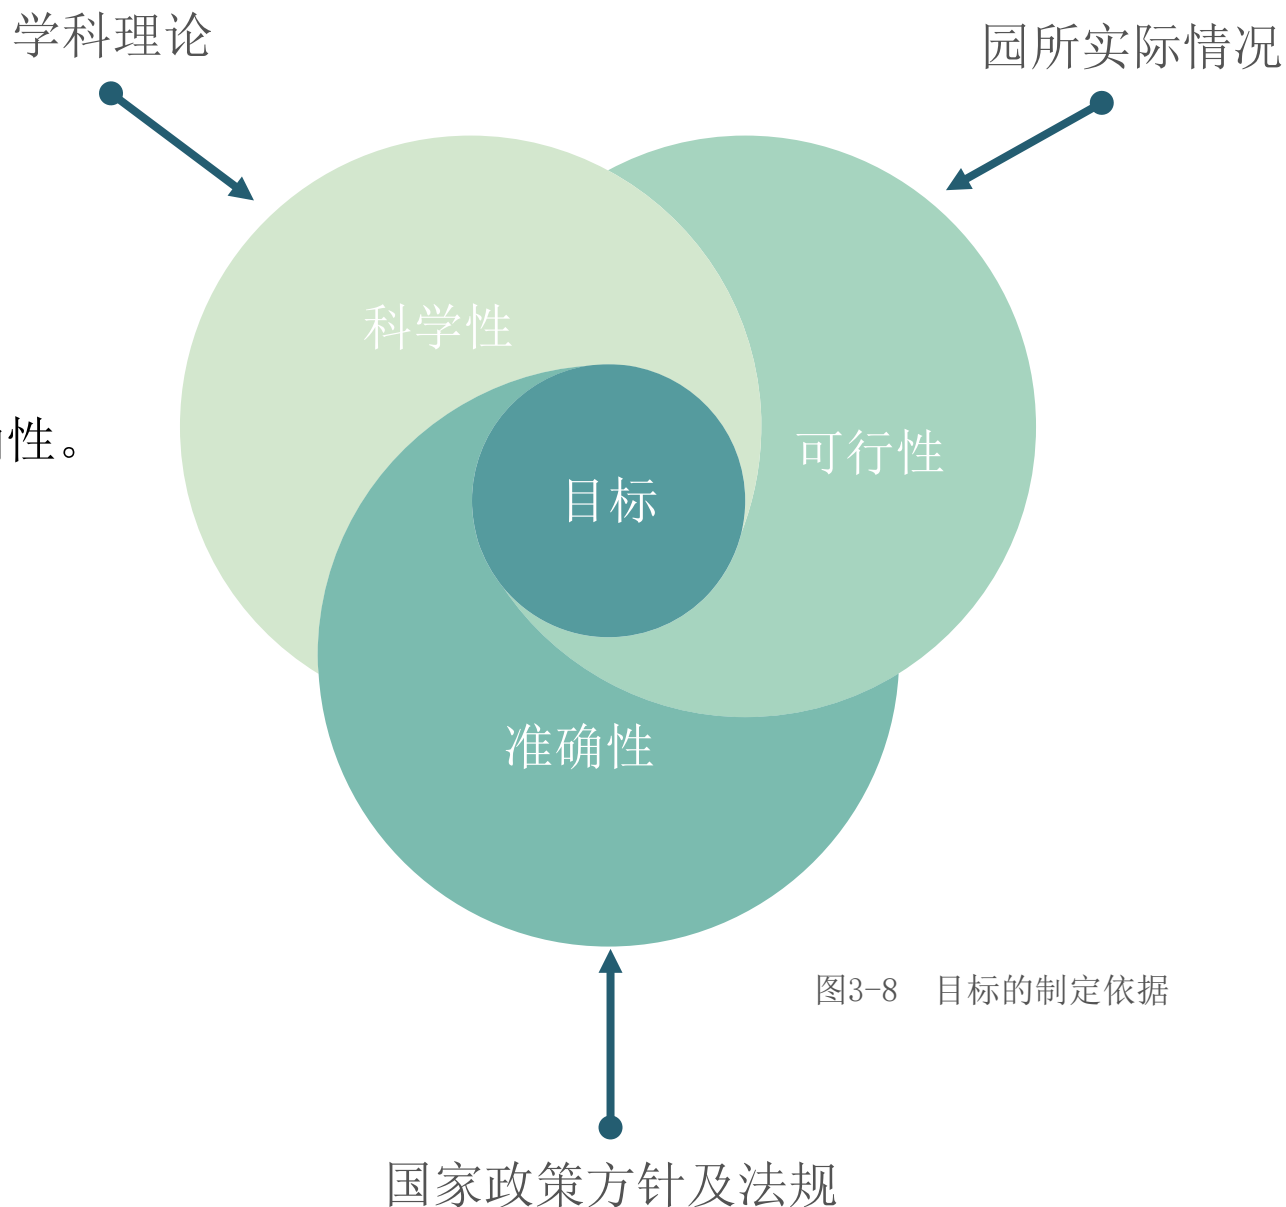 学科理论
园所实际情况
科学性
性。
可行性
目标
准确性
图3-8　目标的制定依据
国家政策方针及法规